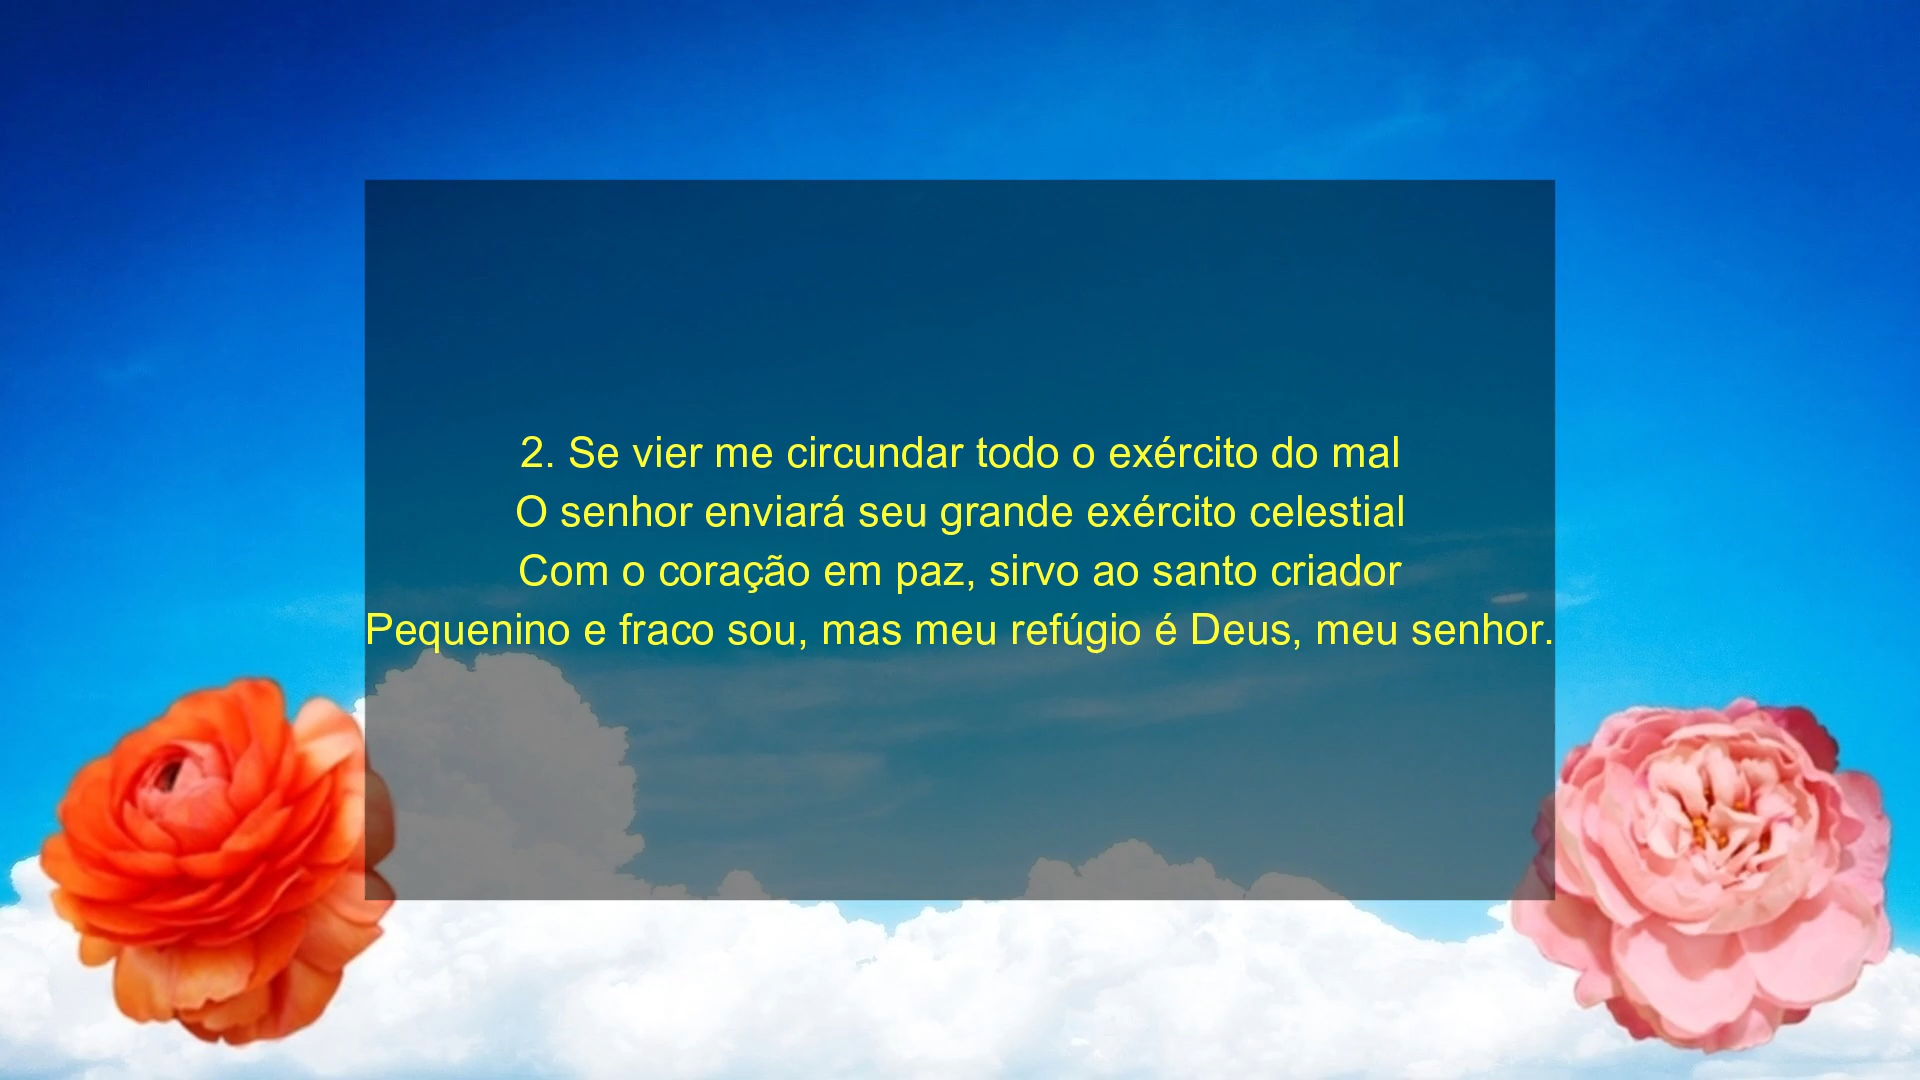 2. Se vier me circundar todo o exército do mal
O senhor enviará seu grande exército celestial
Com o coração em paz, sirvo ao santo criador
Pequenino e fraco sou, mas meu refúgio é Deus, meu senhor.